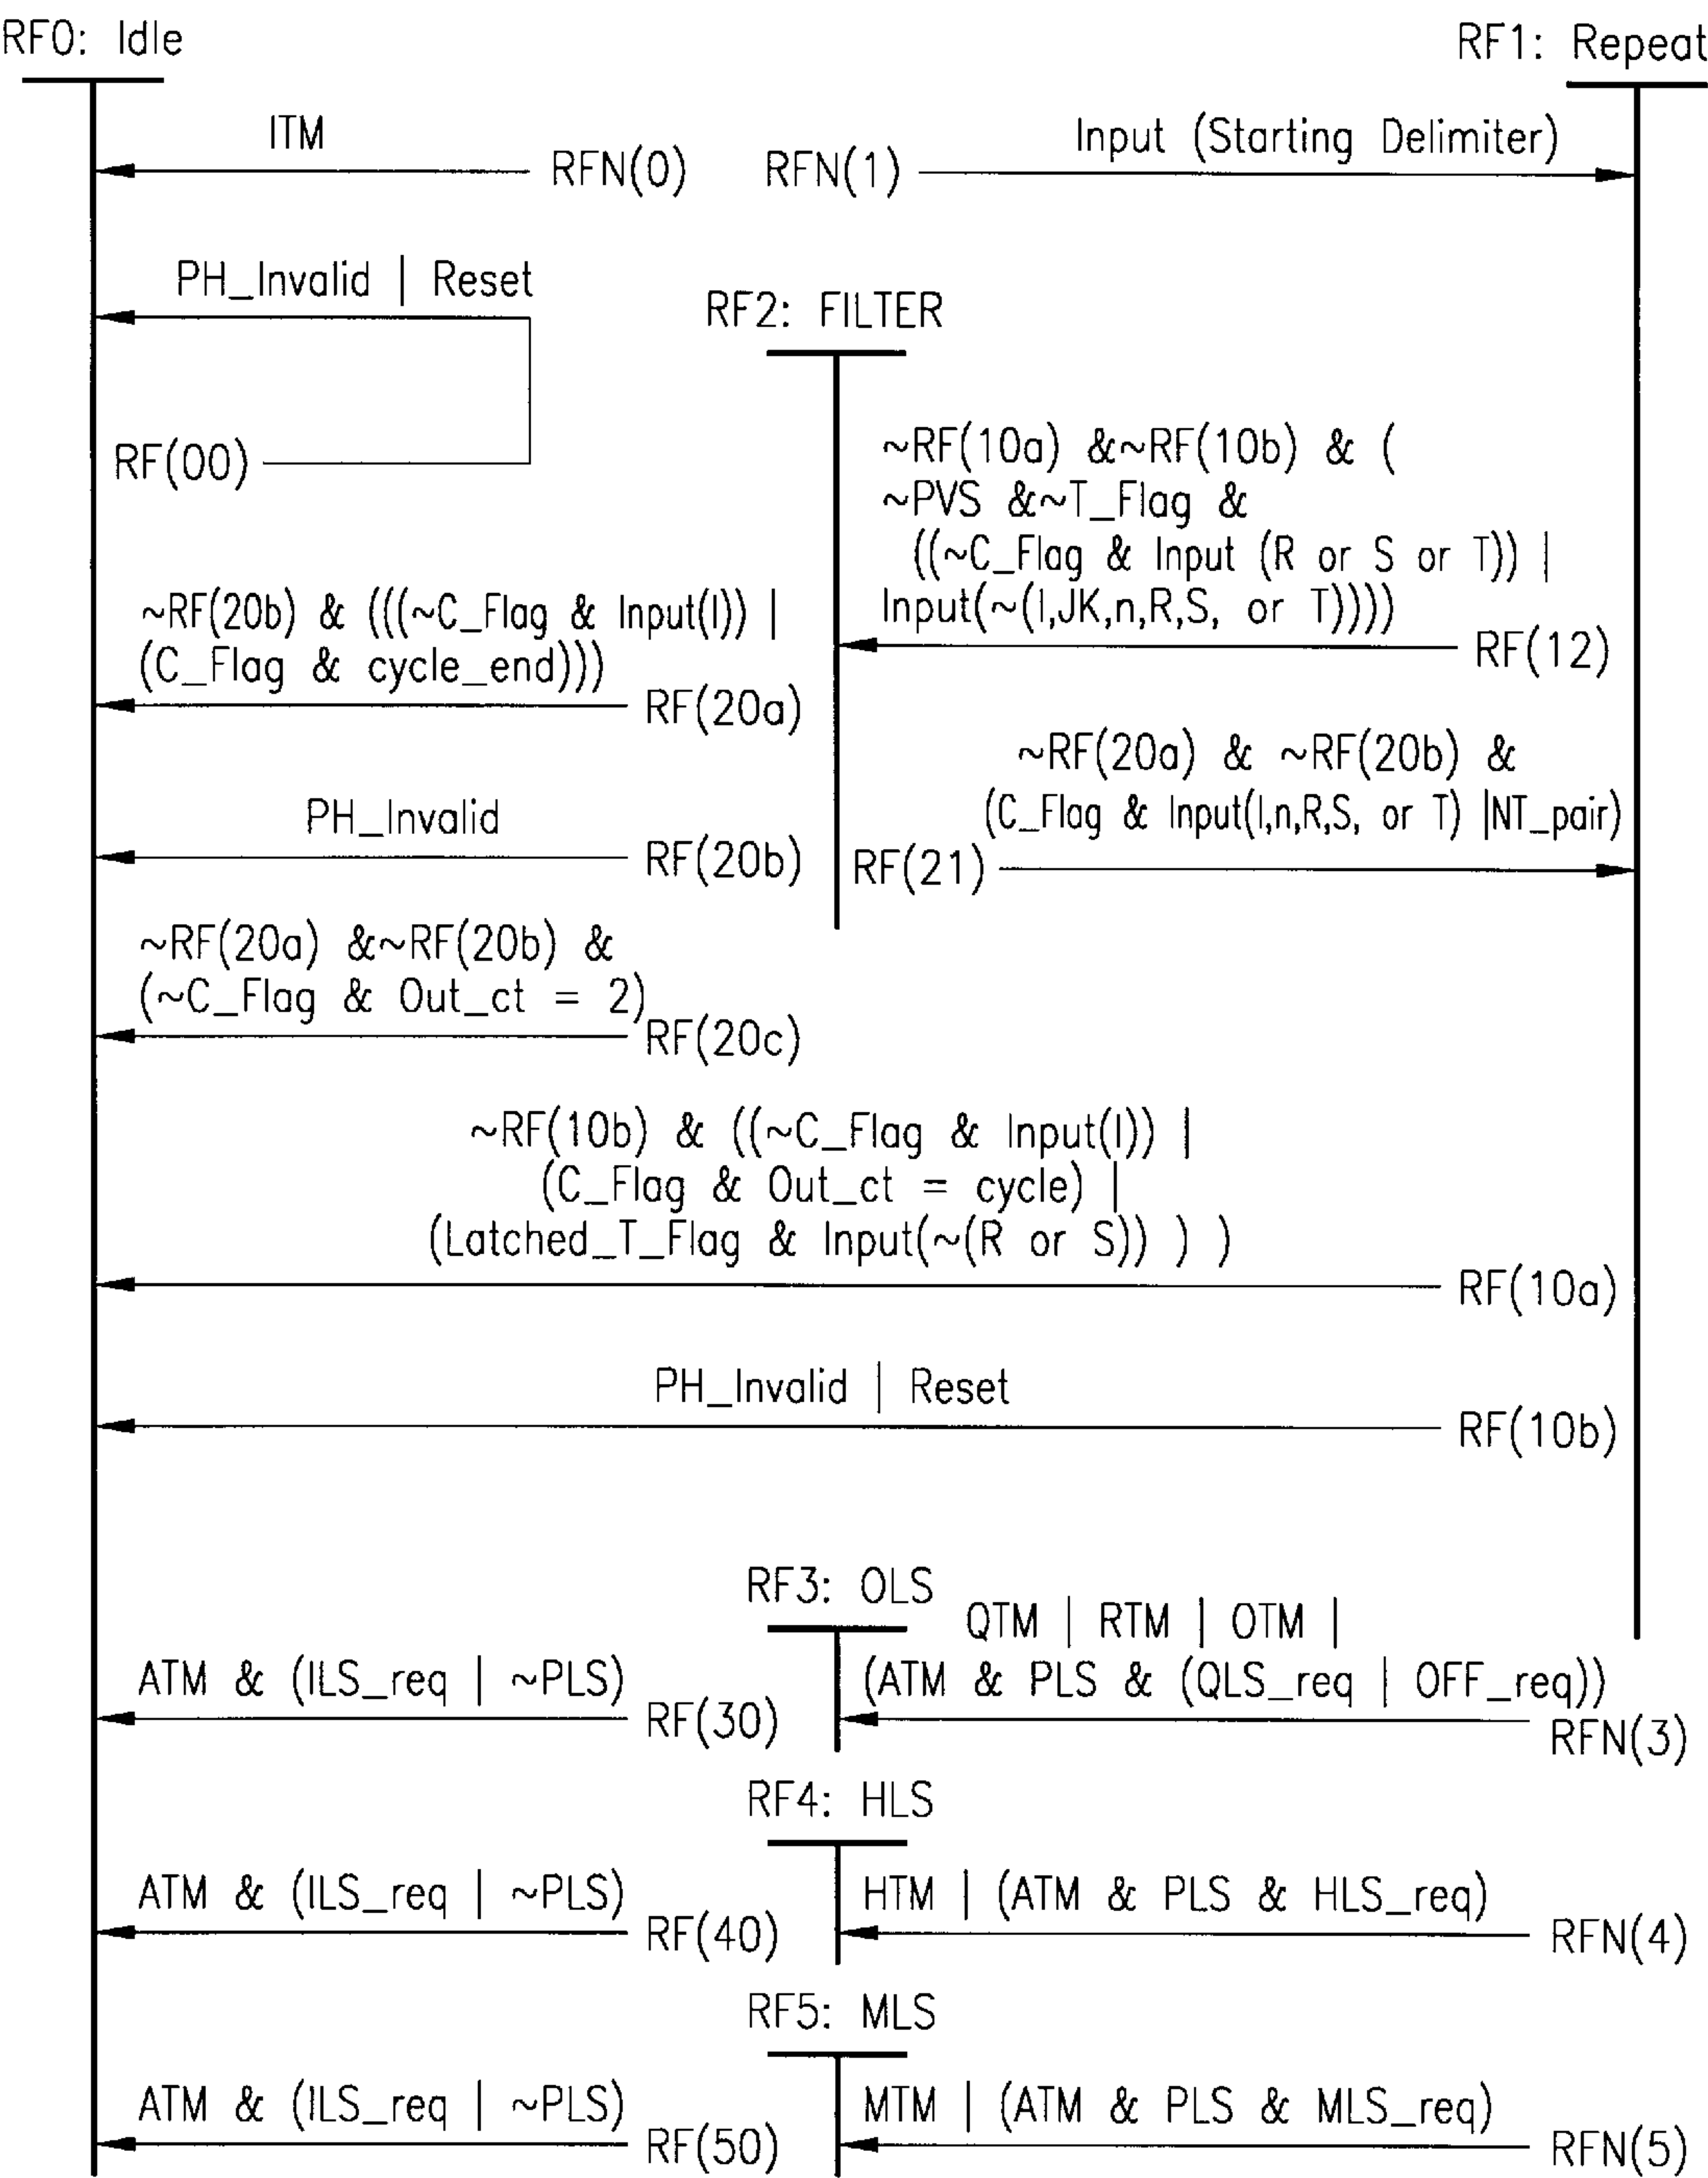 RF0: Idle
RF1: Repeat
ITM
RFN(0)
RFN(1)
Input (Starting Delimiter)
PH_Invalid | Reset
RF(00)
RF2: FILTER
~RF(10a) &~RF(10b) & (
~PVS &~T_Flag &
((~C_Flag & Input (R or S or T)) |
Input(~(I,JK,n,R,S, or T))))
RF(12)
~RF(20b) & (((~C_Flag & Input(I)) |
(C_Flag & cycle_end)))
RF(20a)
~RF(20a) & ~RF(20b) &
(C_Flag & Input(I,n,R,S, or T) |NT_pair)
RF(21)
PH_Invalid
RF(20b)
~RF(20a) &~RF(20b) &
(~C_Flag & Out_ct = 2)
RF(20c)
~RF(10b) & ((~C_Flag & Input(I)) |
(C_Flag & Out_ct = cycle) |
(Latched_T_Flag & Input(~(R or S)) ) )
RF(10a)
PH_Invalid | Reset
RF(10b)
RF3: OLS
QTM | RTM | OTM |
(ATM & PLS & (QLS_req | OFF_req))
RFN(3)
ATM & (ILS_req | ~PLS)
RF(30)
RF4: HLS
ATM & (ILS_req | ~PLS)
RF(40)
HTM | (ATM & PLS & HLS_req)
RFN(4)
RF5: MLS
ATM & (ILS_req | ~PLS)
RF(50)
MTM | (ATM & PLS & MLS_req)
RFN(5)